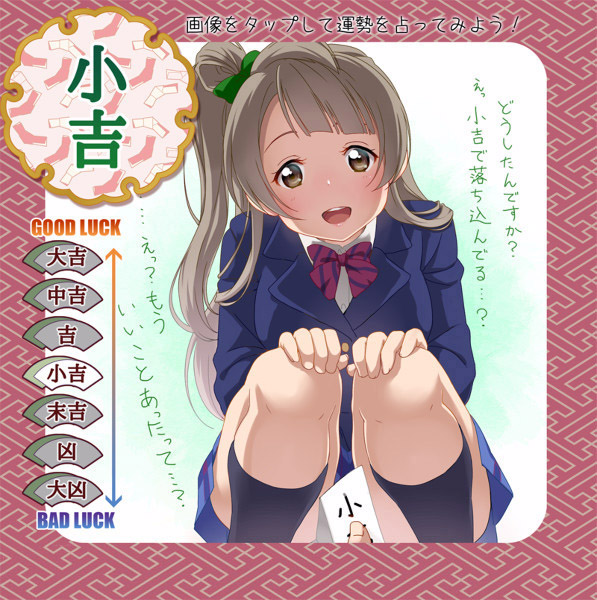 画像をタップして運勢を占ってみよう!
小吉
どうしたんですか?
えっ小吉で落ち込んでる…?
…えっ?もう
いいことあったって…?
GOOD LUCK
大吉
中吉
吉
小吉
末吉
凶
大凶
BAD LUCK
小